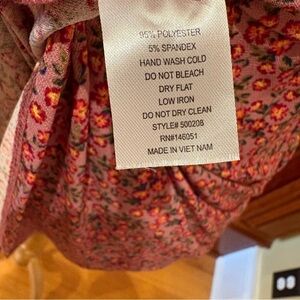 95% POLYESTER
5% SPANDEX
HAND WASH COLD
DO NOT BLEACH
DRY FLAT
LOW IRON
DO NOT DRY CLEAN
STYLE# 500208
RN#146051
MADE IN VIET NAM